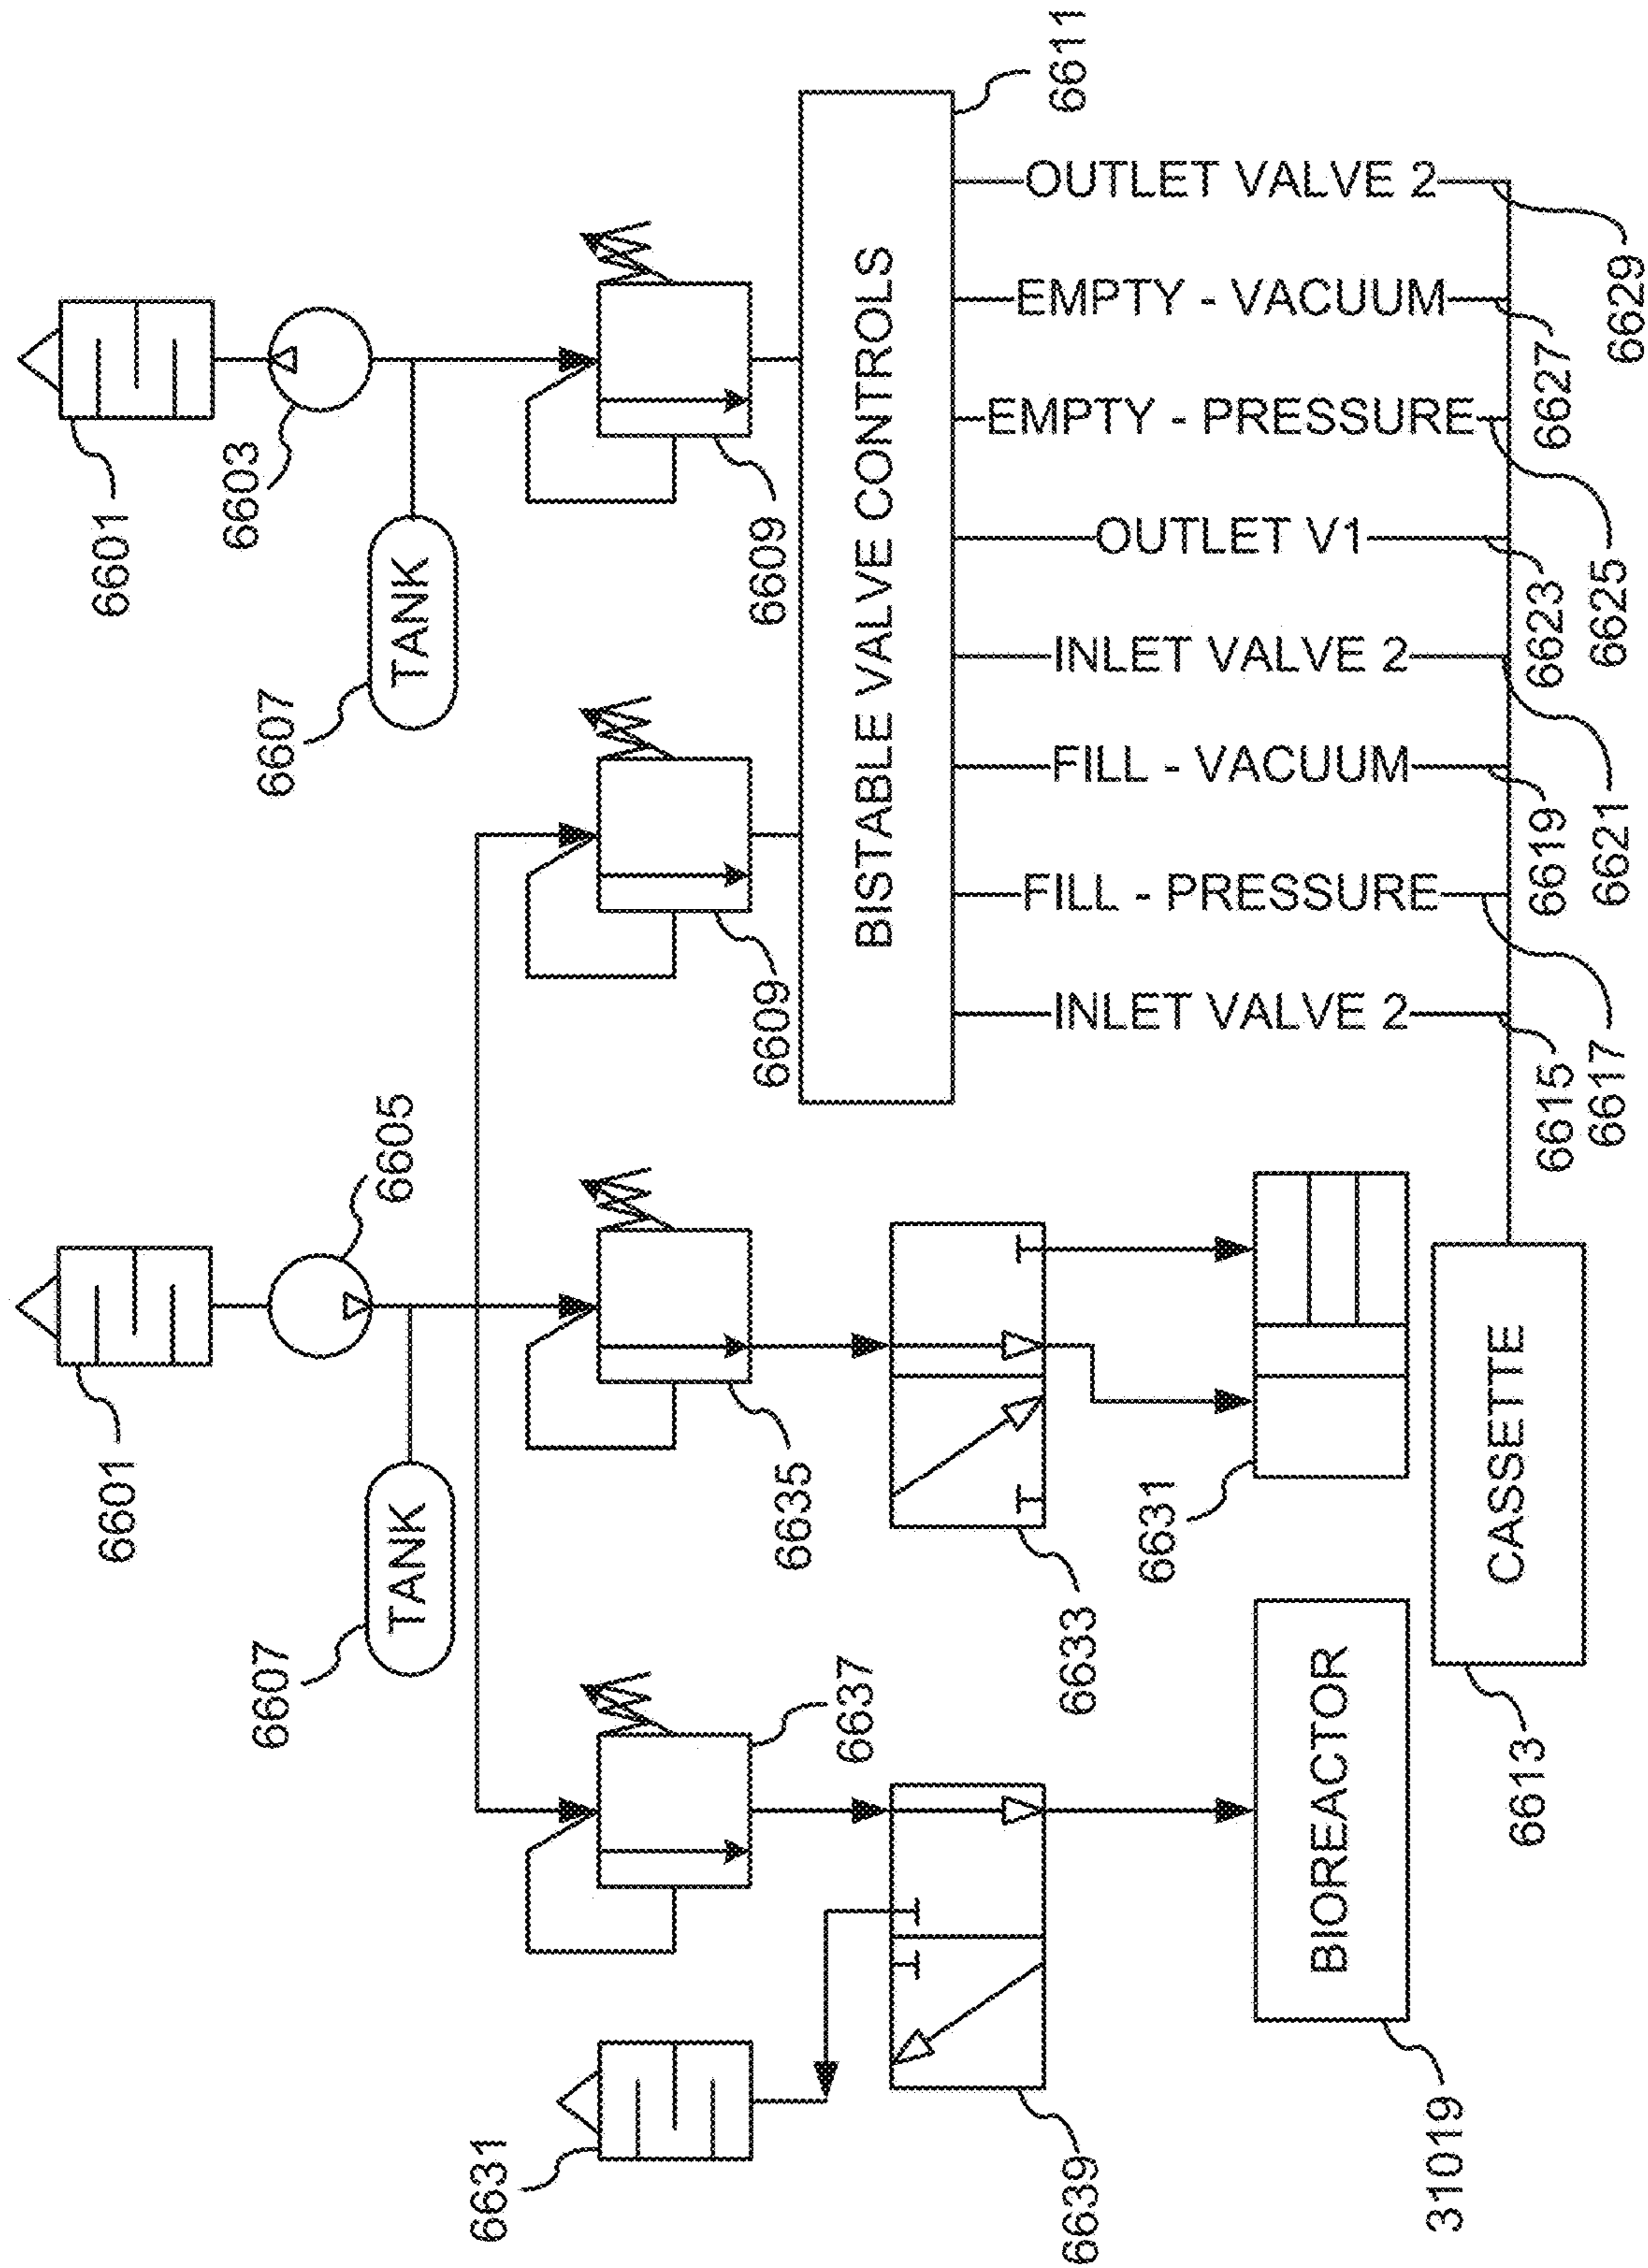 6601
6601
6603
6607
6607
6605
TANK
TANK
6631
6635
6609
6609
6637
BISTABLE VALVE CONTROLS
6639
6633
6611
6631
INLET VALVE 2
FILL - PRESSURE
FILL - VACUUM
INLET VALVE 2
OUTLET V1
EMPTY - PRESSURE
EMPTY - VACUUM
OUTLET VALVE 2
BIOREACTOR
CASSETTE
31019
6613
6615
6617
6619
6621
6623
6625
6627
6629